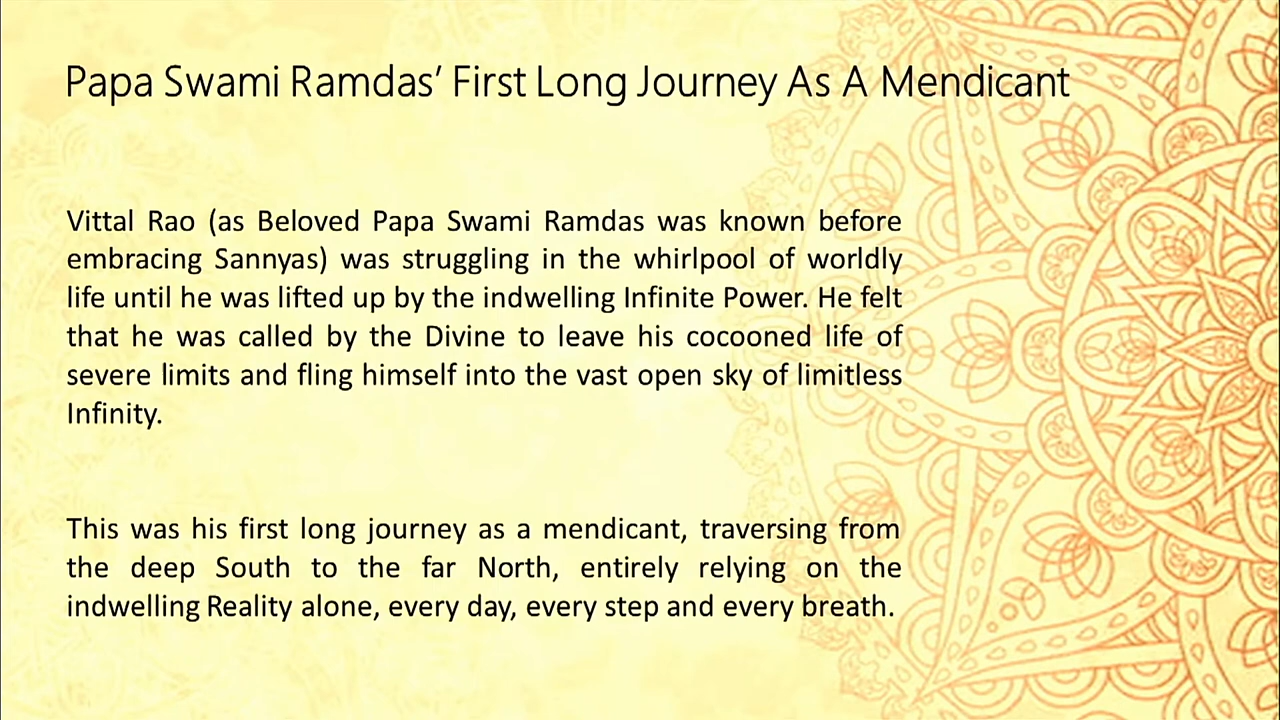 Papa Swami Ramdas’ First Long Journey As A Mendicant
Vittal Rao (as Beloved Papa Swami Ramdas was known before
embracing Sannyas) was struggling in the whirlpool of worldly
life until he was lifted up by the indwelling Infinite Power. He felt
that he was called by the Divine to leave his cocooned life of
severe limits and fling himself into the vast open sky of limitless
Infinity.
This was his first long journey as a mendicant, traversing from
the deep South to the far North, entirely relying on the
indwelling Reality alone, every day, every step and every breath.